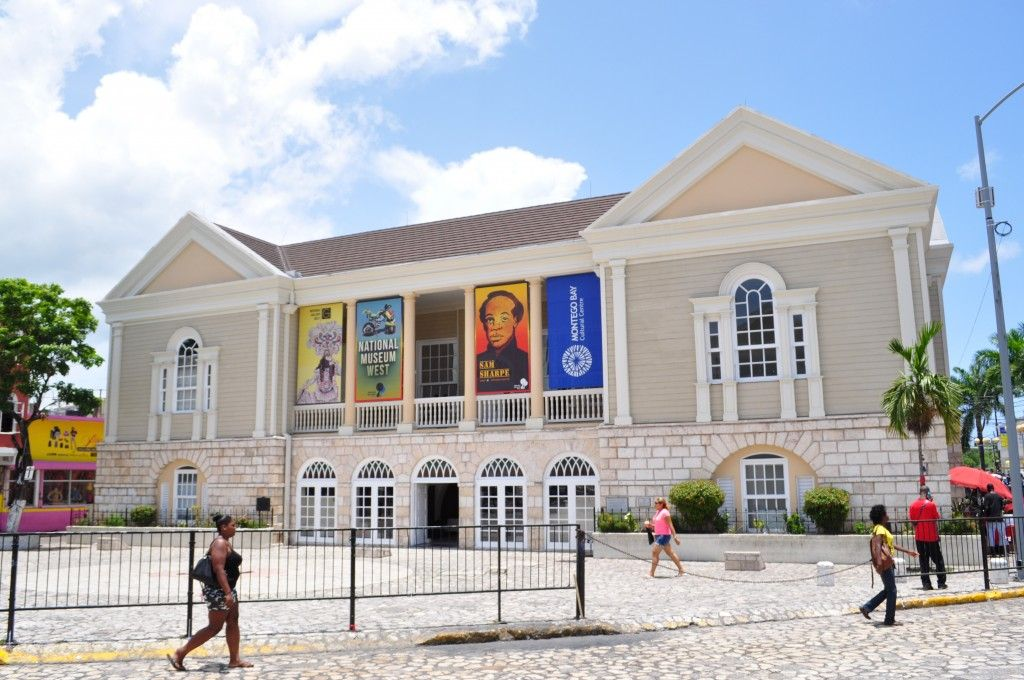 NATIONAL
MUSEUM
WEST
SAM
SHARPE
MONTEGO BAY
Cultural Centre